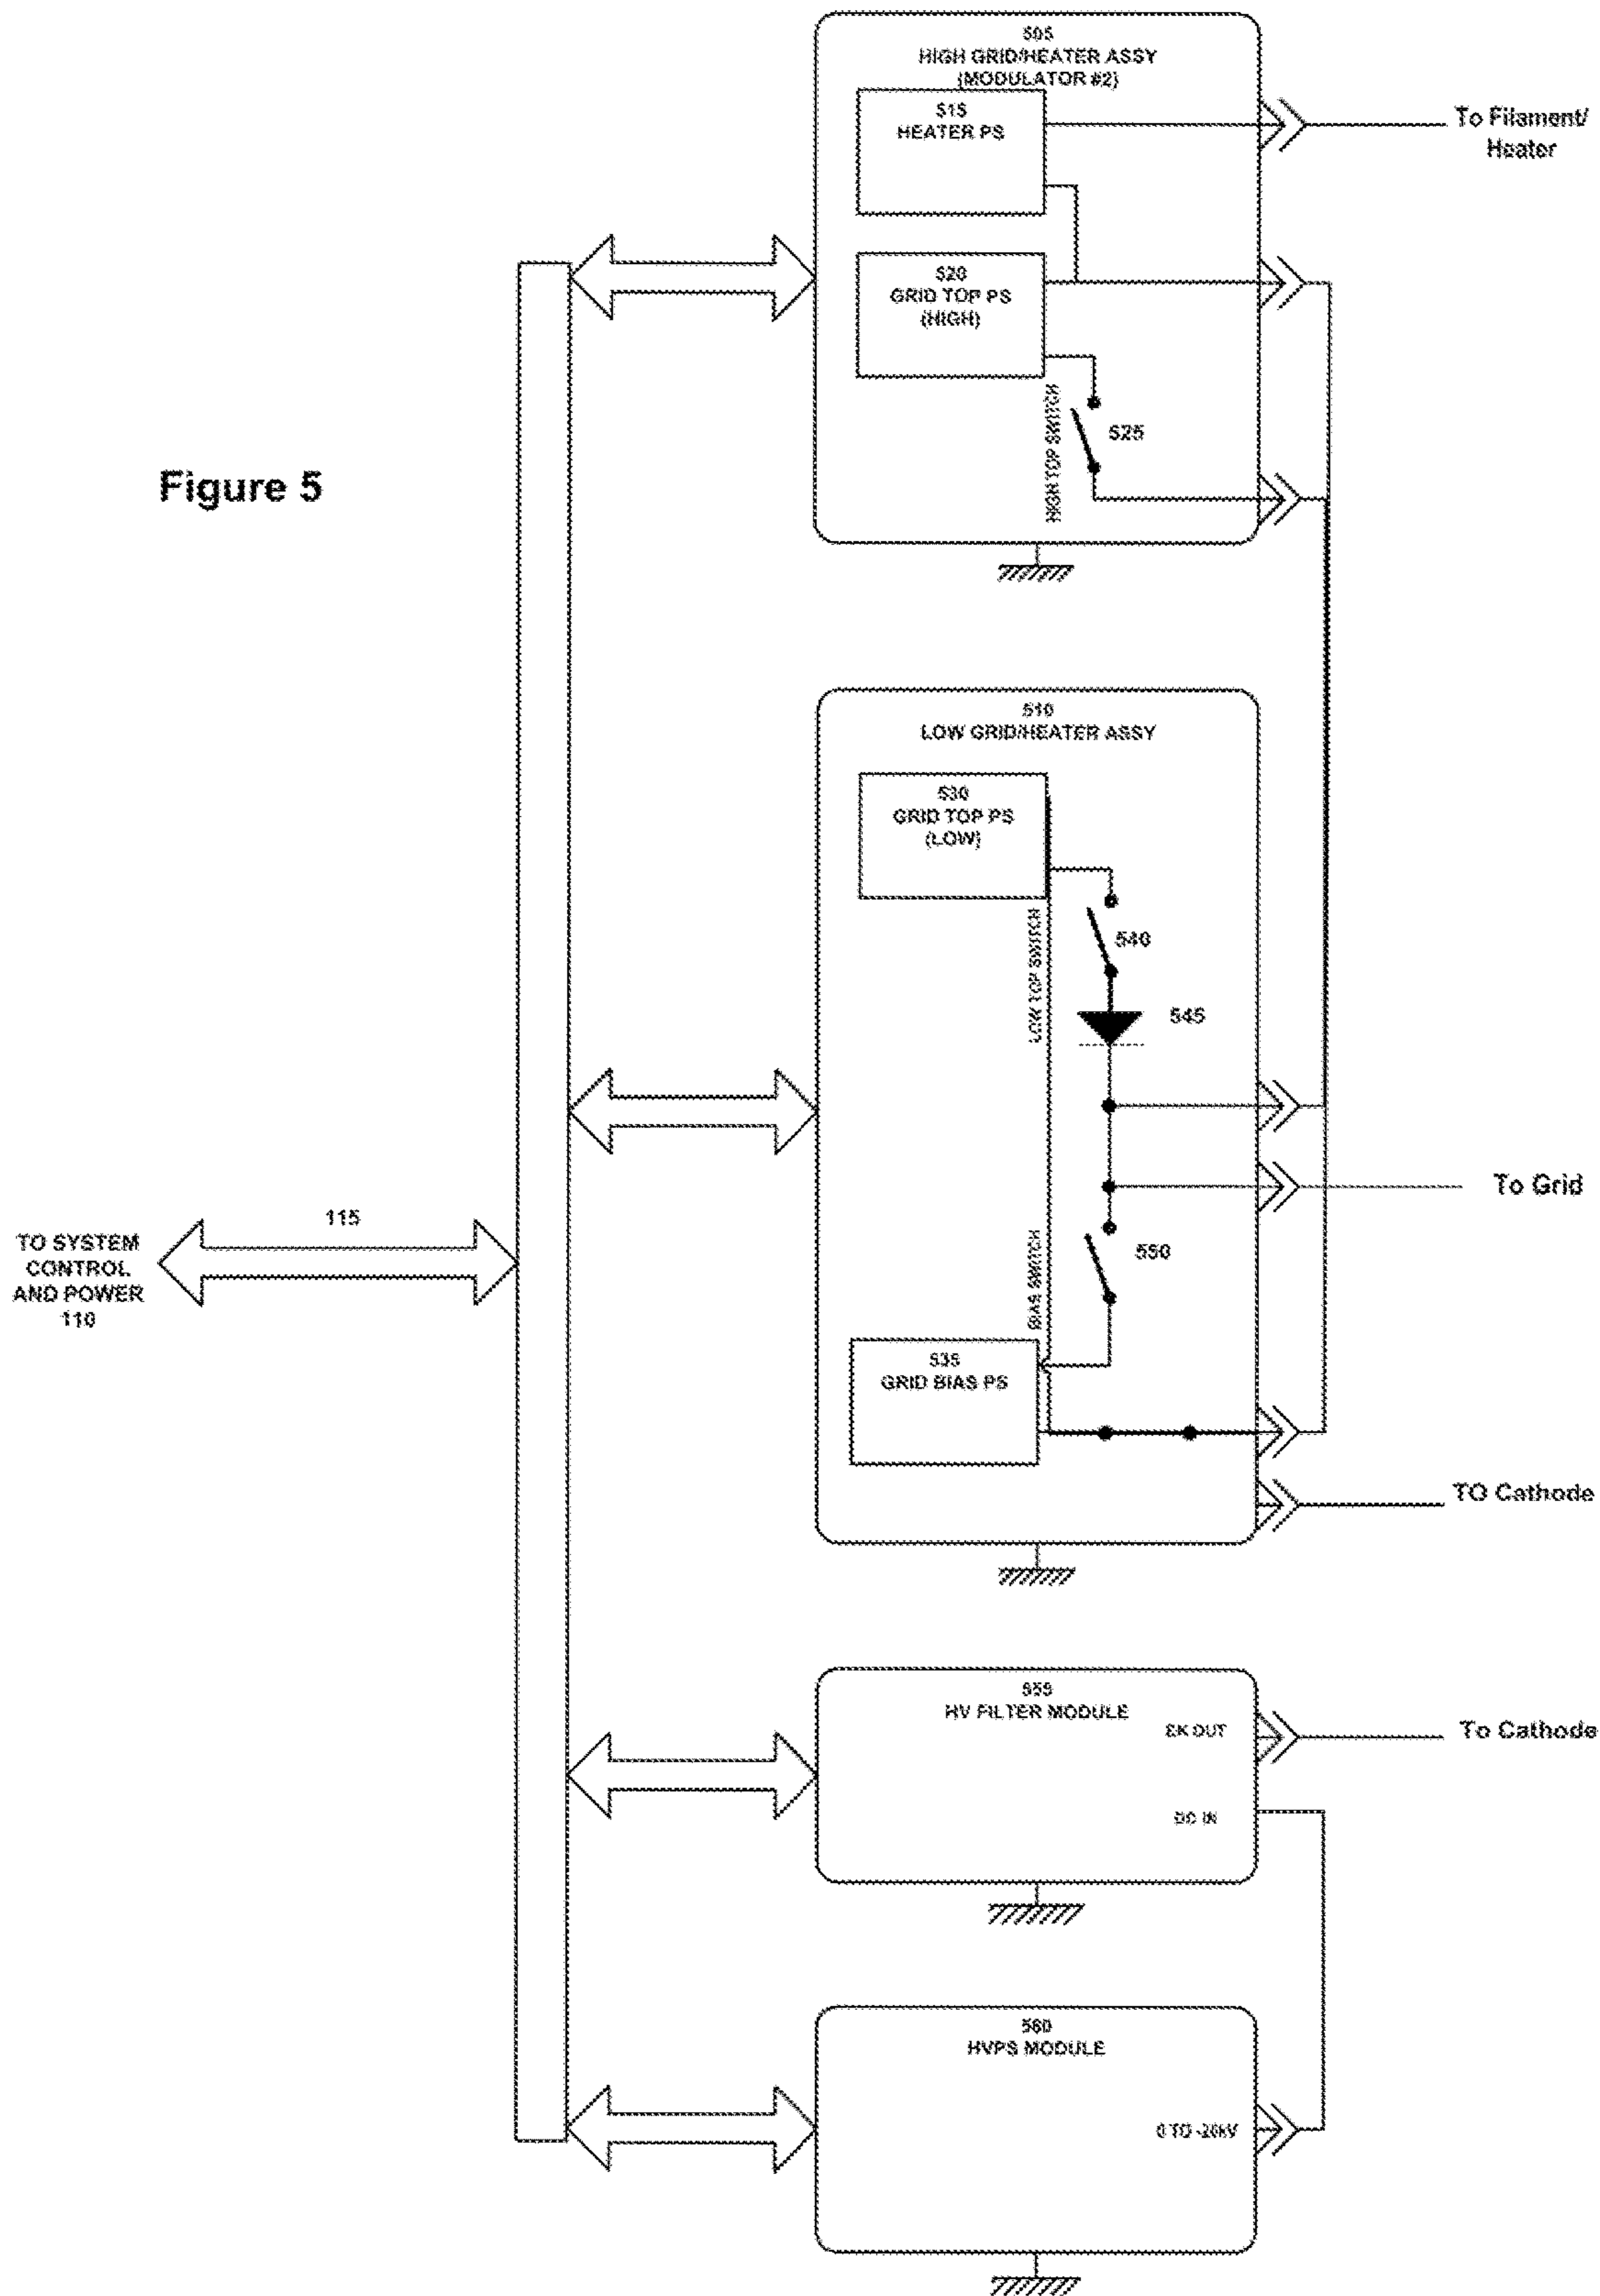 505
HIGH GRID/HEATER ASSY
(MODULATOR #2)
515
HEATER PS
To Filament/
Heater
520
GRID TOP PS
(HIGH)
HIGH TOP SWITCH
525
Figure 5
510
LOW GRID/HEATER ASSY
530
GRID TOP PS
(LOW)
LOW TOP SWITCH
540
545
To Grid
BIAS SWITCH
550
115
TO SYSTEM
CONTROL
AND POWER
110
535
GRID BIAS PS
TO Cathode
555
HV FILTER MODULE
EK OUT
To Cathode
DC IN
560
HVPS MODULE
0 TO -20kV